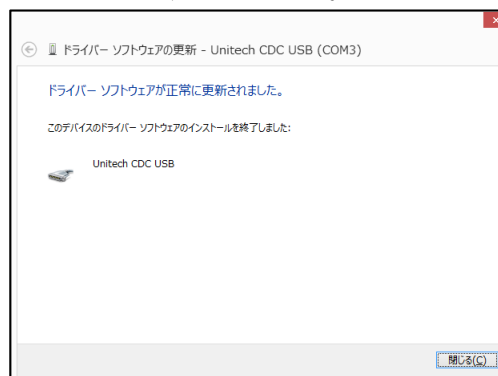 ドライバー ソフトウェアの更新 - Unitech CDC USB (COM3)
ドライバー ソフトウェアが正常に更新されました。
このデバイスのドライバー ソフトウェアのインストールを終了しました:
Unitech CDC USB
閉じる(C)